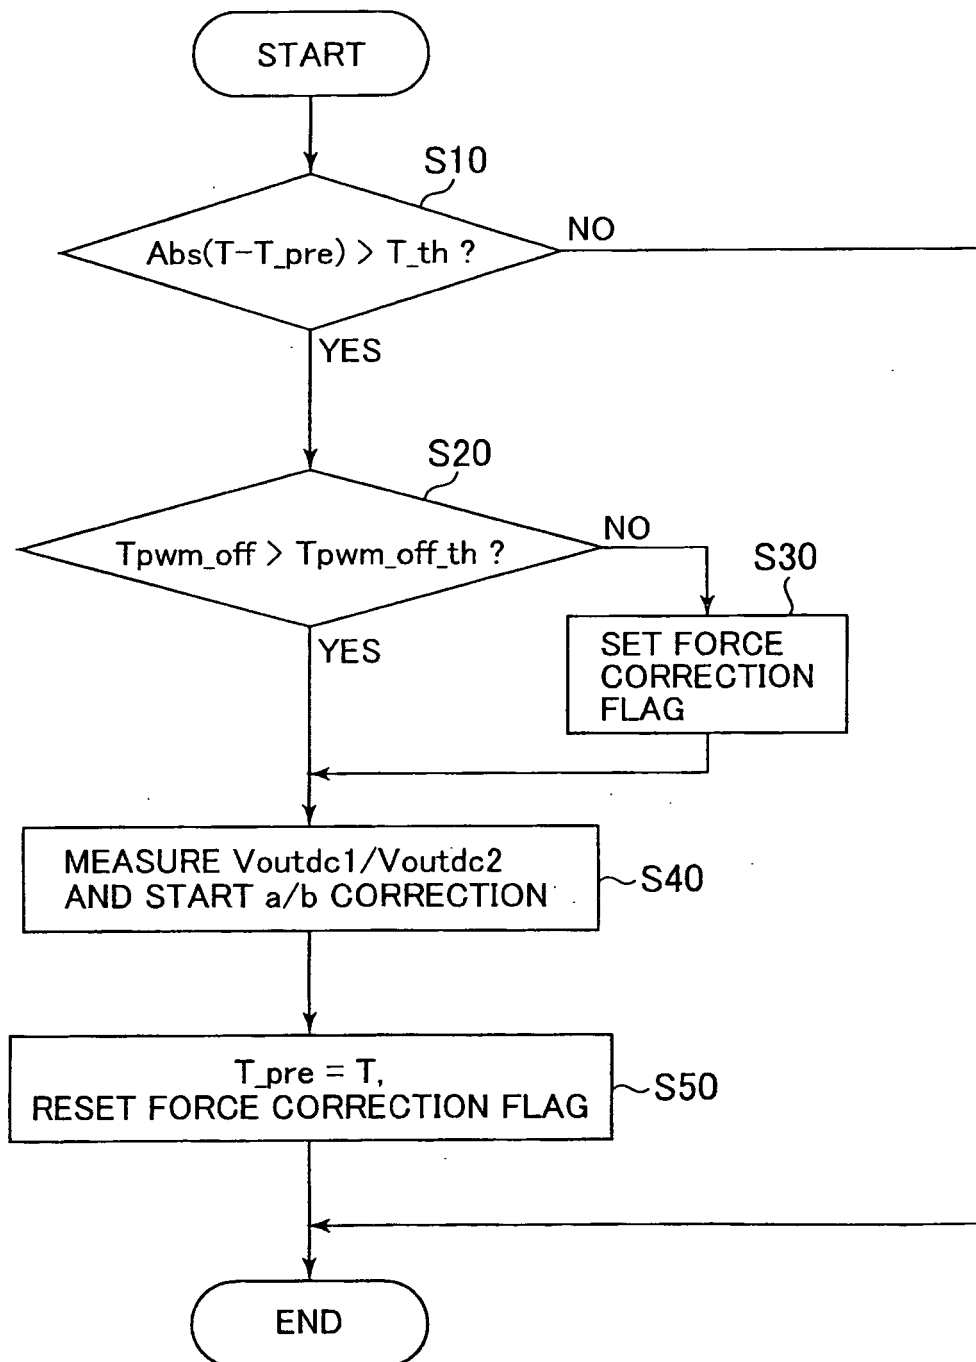 START
S10
Abs(T-T_pre) > T_th ?
NO
YES
S20
Tpwm_off > Tpwm_off_th ?
NO
S30
YES
SET FORCE
CORRECTION
FLAG
MEASURE Voutdc1/Voutdc2
AND START a/b CORRECTION
S40
T_pre = T,
RESET FORCE CORRECTION FLAG
S50
END